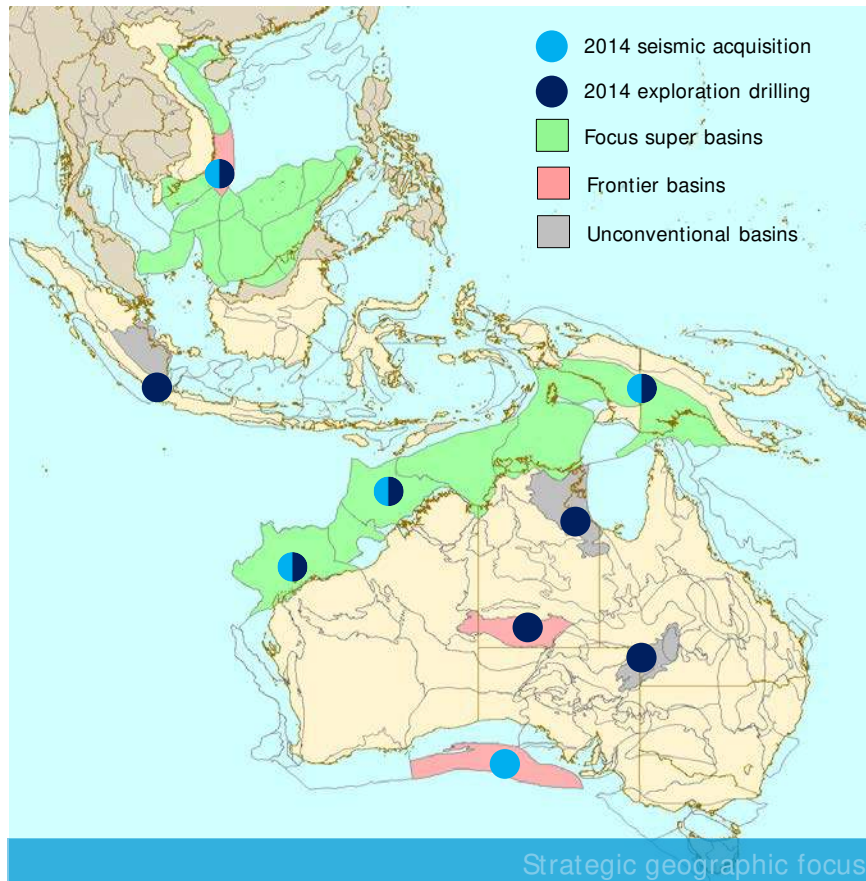 2014 seismic acquisition
2014 exploration drilling
Focus super basins
Frontier basins
Unconventional basins
Strategic geographic focus